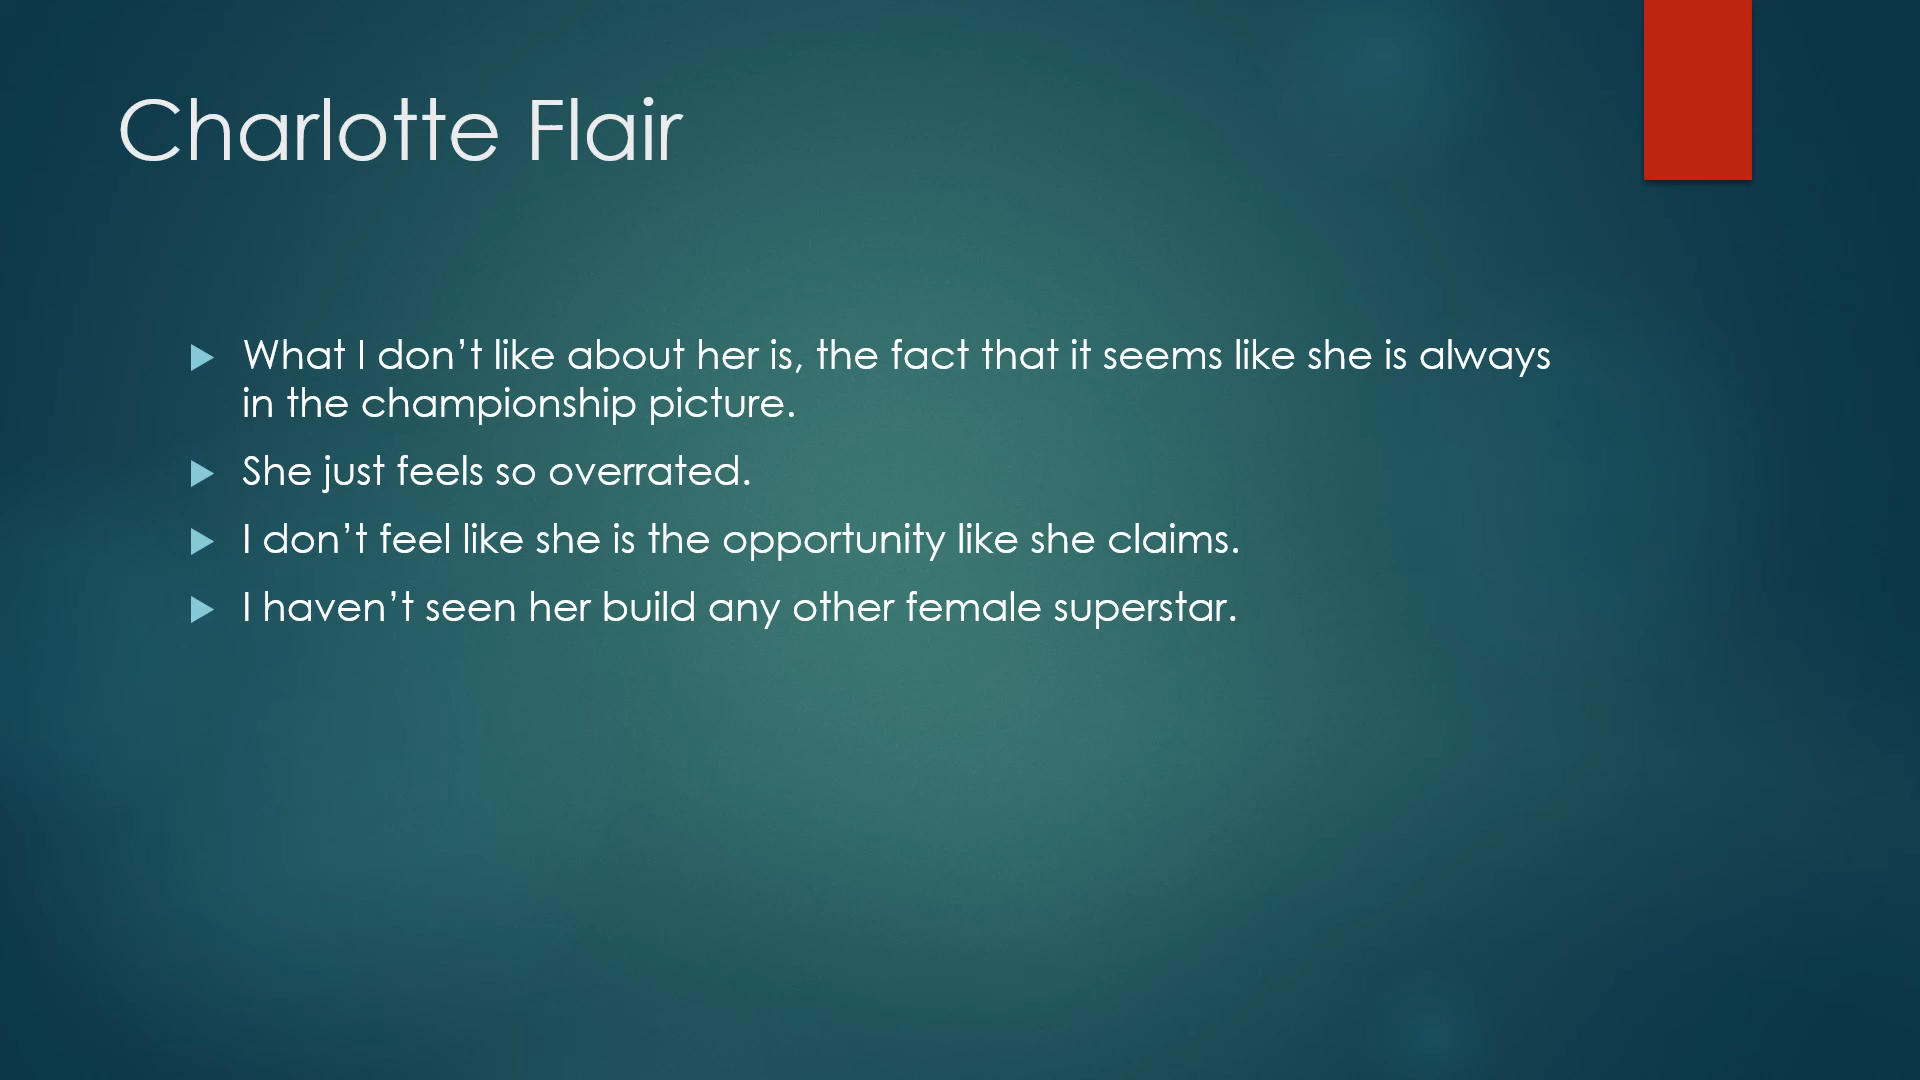 Charlotte Flair
What I don’t like about her is, the fact that it seems like she is always
in the championship picture.
She just feels so overrated.
I don’t feel like she is the opportunity like she claims.
I haven’t seen her build any other female superstar.